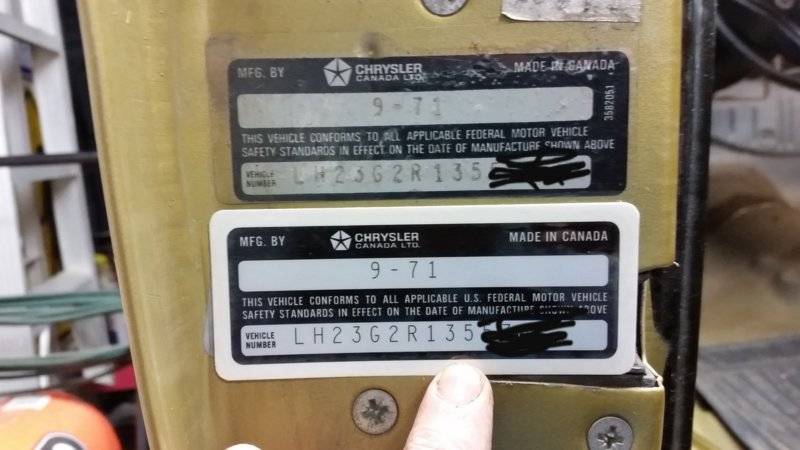 MFG. BY CHRYSLER CANADA LTD. MADE IN CANADA
9-71
3582051
THIS VEHICLE CONFORMS TO ALL APPLICABLE FEDERAL MOTOR VEHICLE
SAFETY STANDARDS IN EFFECT ON THE DATE OF MANUFACTURE SHOWN ABOVE
VEHICLE NUMBER LH23G2R135
MFG. BY CHRYSLER CANADA LTD. MADE IN CANADA
9-71
THIS VEHICLE CONFORMS TO ALL APPLICABLE U.S. FEDERAL MOTOR VEHICLE
SAFETY STANDARDS IN EFFECT ON THE DATE OF MANUFACTURE SHOWN ABOVE
VEHICLE NUMBER LH23G2R135